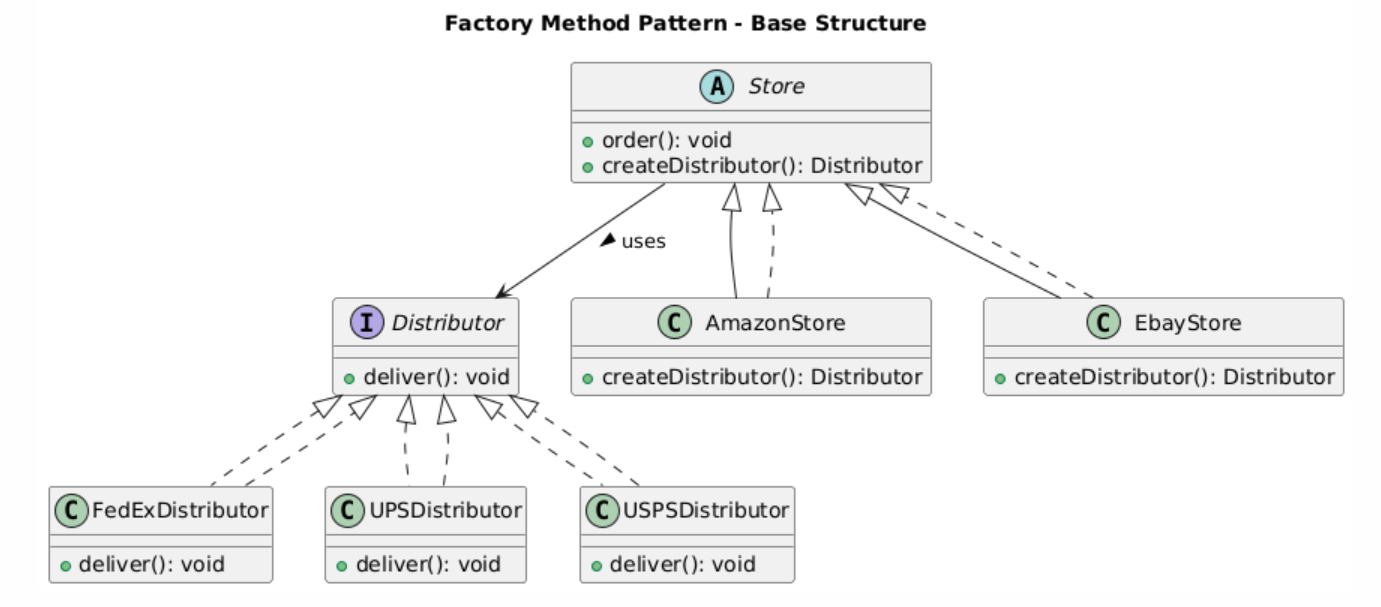 Factory Method Pattern - Base Structure
A Store
order(): void
createDistributor(): Distributor
uses
I Distributor
deliver(): void
C AmazonStore
createDistributor(): Distributor
C EbayStore
createDistributor(): Distributor
C FedExDistributor
deliver(): void
C UPSDistributor
deliver(): void
C USPSDistributor
deliver(): void